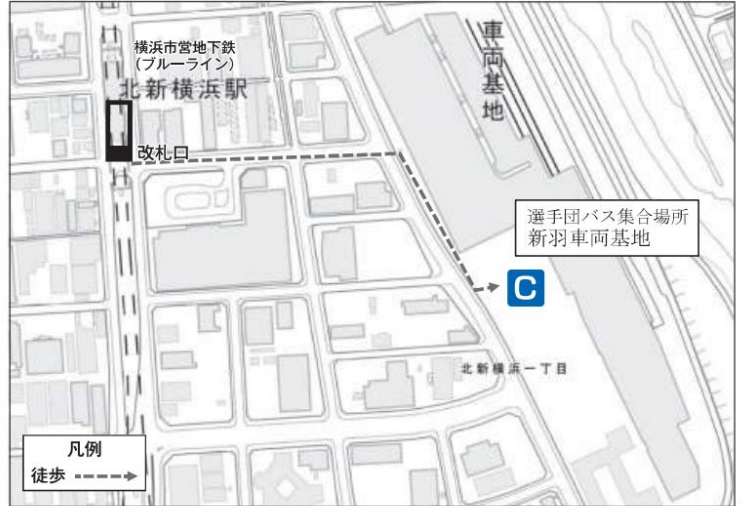 横浜市営地下鉄
(ブルーライン)
北新横浜駅
改札口
車両基地
選手団バス集合場所
新羽車両基地
C
北新横浜一丁目
凡例
徒歩